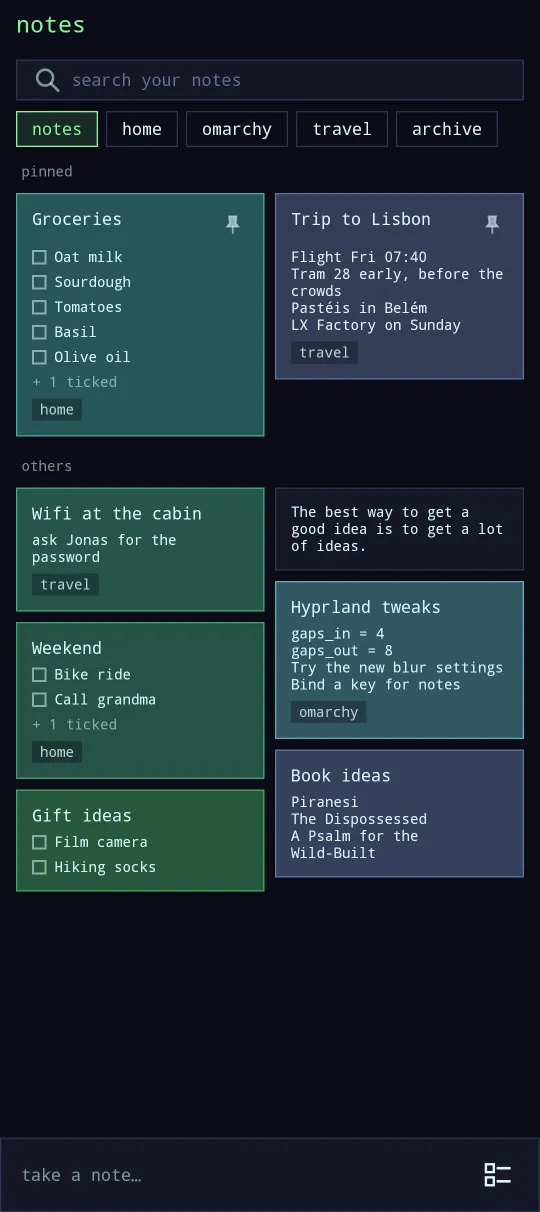 notes
search your notes
notes
home
omarchy
travel
archive
pinned
Groceries
Oat milk
Sourdough
Tomatoes
Basil
Olive oil
+ 1 ticked
home
Trip to Lisbon
Flight Fri 07:40
Tram 28 early, before the
crowds
Pastéis in Belém
LX Factory on Sunday
travel
others
Wifi at the cabin
ask Jonas for the
password
travel
Weekend
Bike ride
Call grandma
+ 1 ticked
home
Gift ideas
Film camera
Hiking socks
The best way to get a
good idea is to get a lot
of ideas.
Hyprland tweaks
gaps_in = 4
gaps_out = 8
Try the new blur settings
Bind a key for notes
omarchy
Book ideas
Piranesi
The Dispossessed
A Psalm for the
Wild-Built
take a note…